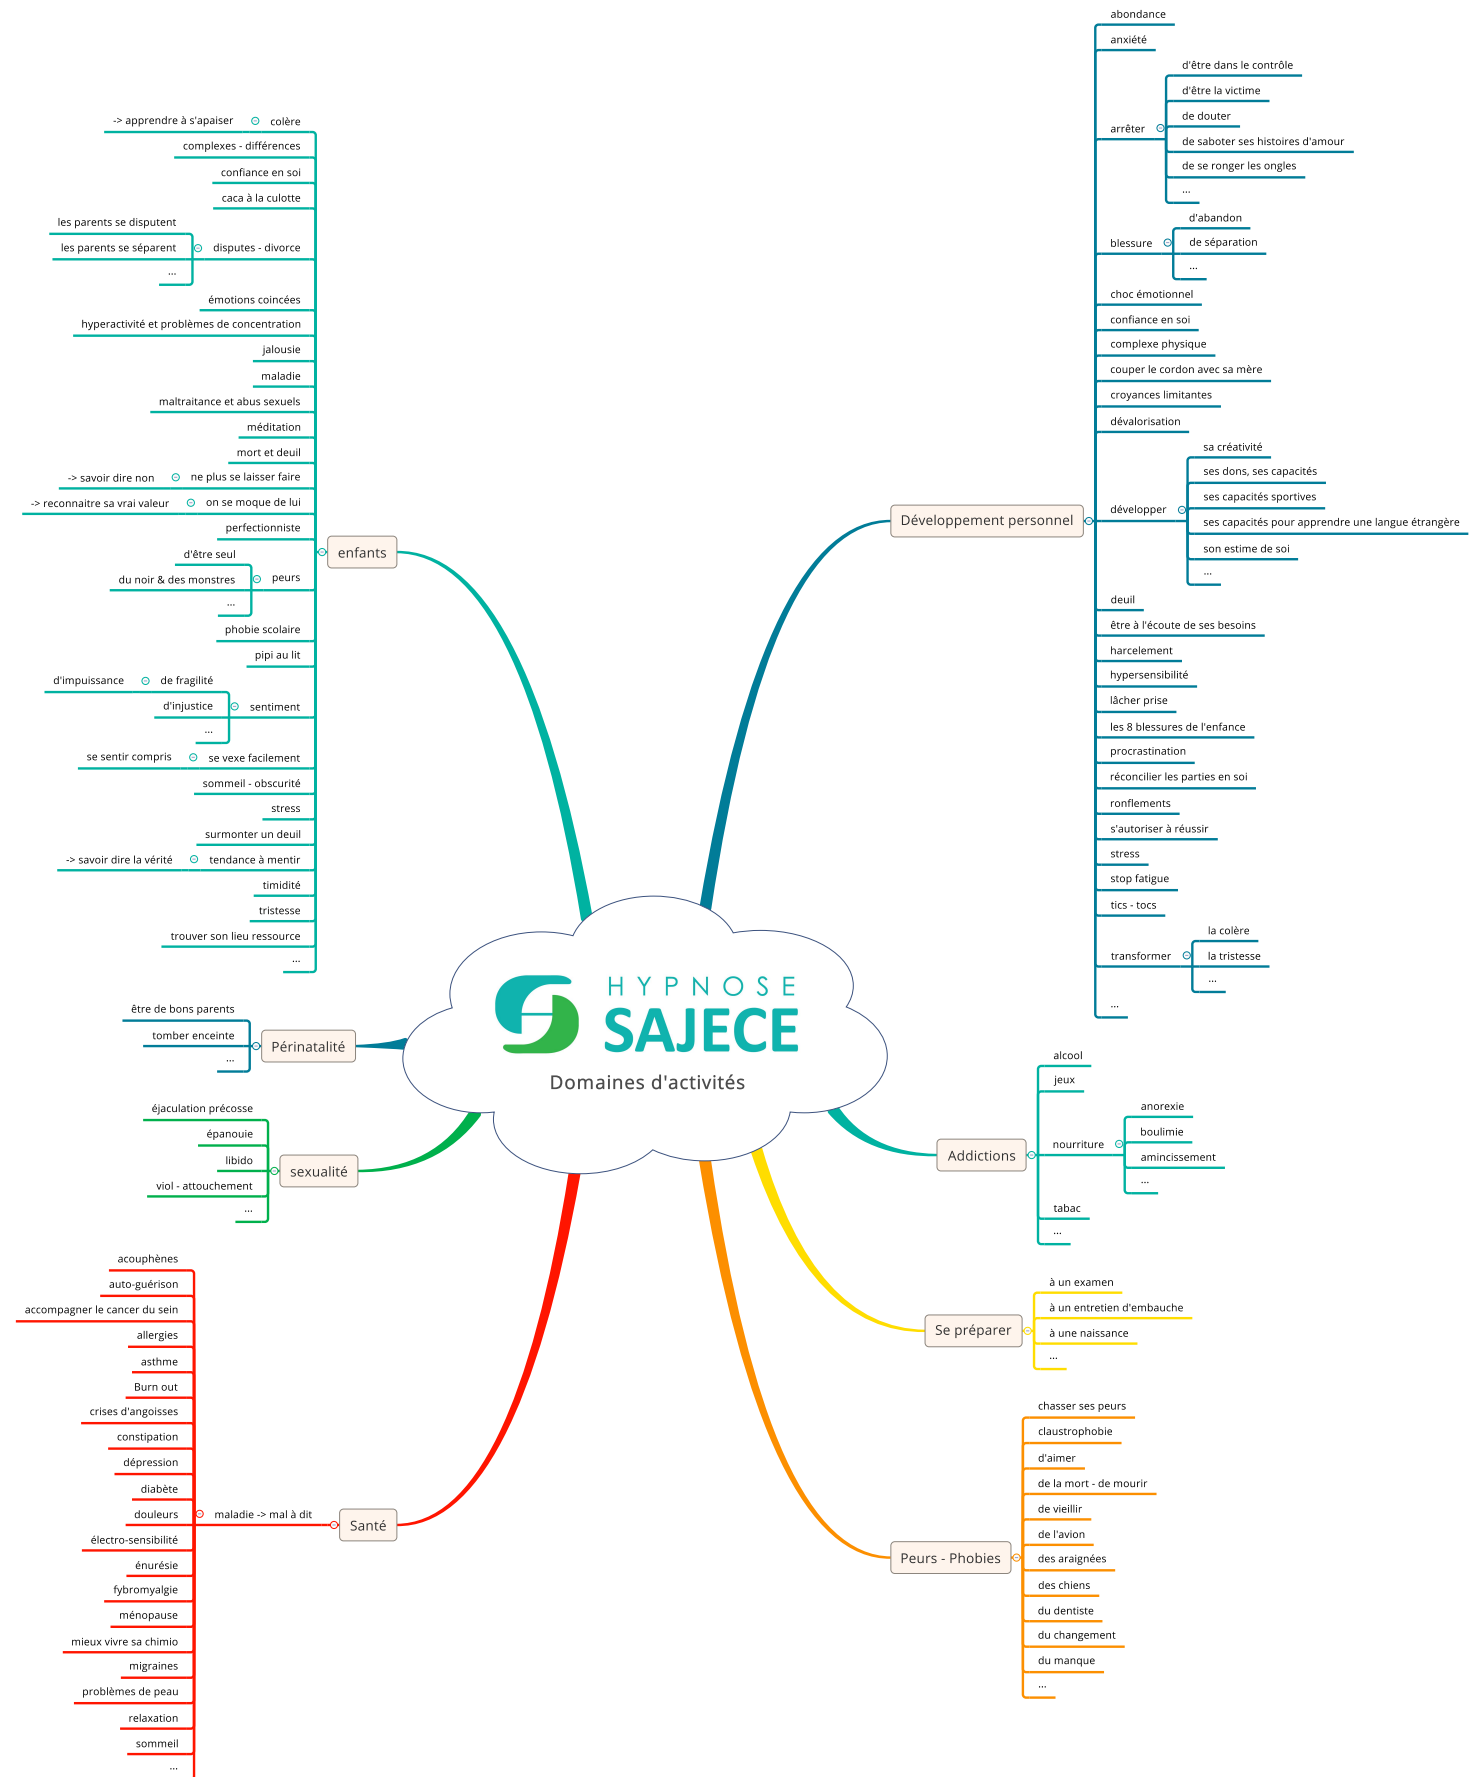 HYPNOSE
SAJECE
Domaines d'activités
Développement personnel
abondance
anxiété
arrêter
d'être dans le contrôle
d'être la victime
de douter
de saboter ses histoires d'amour
de se ronger les ongles
...
blessure
d'abandon
de séparation
...
choc émotionnel
confiance en soi
complexe physique
couper le cordon avec sa mère
croyances limitantes
dévalorisation
développer
sa créativité
ses dons, ses capacités
ses capacités sportives
ses capacités pour apprendre une langue étrangère
son estime de soi
...
deuil
être à l'écoute de ses besoins
harcelement
hypersensibilité
lâcher prise
les 8 blessures de l'enfance
procrastination
réconcilier les parties en soi
ronflements
s'autoriser à réussir
stress
stop fatigue
tics - tocs
transformer
la colère
la tristesse
...
...
Addictions
alcool
jeux
nourriture
anorexie
boulimie
amincissement
...
tabac
...
Se préparer
à un examen
à un entretien d'embauche
à une naissance
...
Peurs - Phobies
chasser ses peurs
claustrophobie
d'aimer
de la mort - de mourir
de vieillir
de l'avion
des araignées
des chiens
du dentiste
du changement
du manque
...
enfants
colère
-> apprendre à s'apaiser
complexes - différences
confiance en soi
caca à la culotte
disputes - divorce
les parents se disputent
les parents se séparent
...
émotions coincées
hyperactivité et problèmes de concentration
jalousie
maladie
maltraitance et abus sexuels
méditation
mort et deuil
ne plus se laisser faire
-> savoir dire non
on se moque de lui
-> reconnaitre sa vrai valeur
perfectionniste
peurs
d'être seul
du noir & des monstres
...
phobie scolaire
pipi au lit
sentiment
de fragilité
d'impuissance
d'injustice
...
se vexe facilement
se sentir compris
sommeil - obscurité
stress
surmonter un deuil
tendance à mentir
-> savoir dire la vérité
timidité
tristesse
trouver son lieu ressource
...
Périnatalité
être de bons parents
tomber enceinte
...
sexualité
éjaculation précosse
épanouie
libido
viol - attouchement
...
Santé
maladie -> mal à dit
acouphènes
auto-guérison
accompagner le cancer du sein
allergies
asthme
Burn out
crises d'angoisses
constipation
dépression
diabète
douleurs
électro-sensibilité
énurésie
fybromyalgie
ménopause
mieux vivre sa chimio
migraines
problèmes de peau
relaxation
sommeil
...